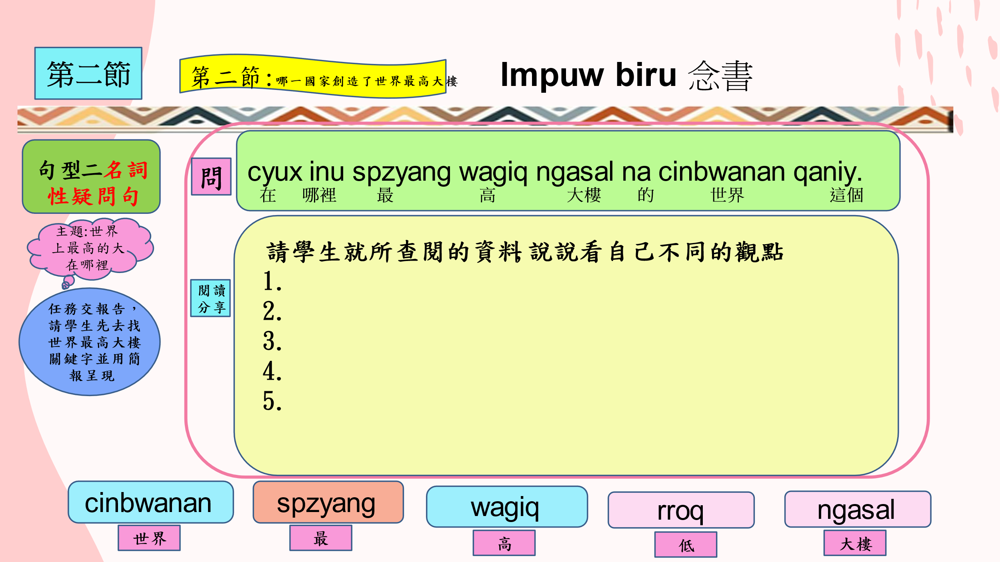 第二節
第二節:哪一國家創造了世界最高大樓
lmpuw biru 念書
句型二名詞
性疑問句
問
cyux inu spzyang wagiq ngasal na cinbwanan qaniy.
在 哪裡 最 高 大樓 的 世界 這個
主題:世界
上最高的大
在哪裡
任務交報告，
請學生先去找
世界最高大樓
關鍵字並用簡
報呈現
閱讀
分享
請學生就所查閱的資料,說說看自己不同的觀點
1.
2.
3.
4.
5.
cinbwanan
世界
spzyang
最
wagiq
高
rroq
低
ngasal
大樓